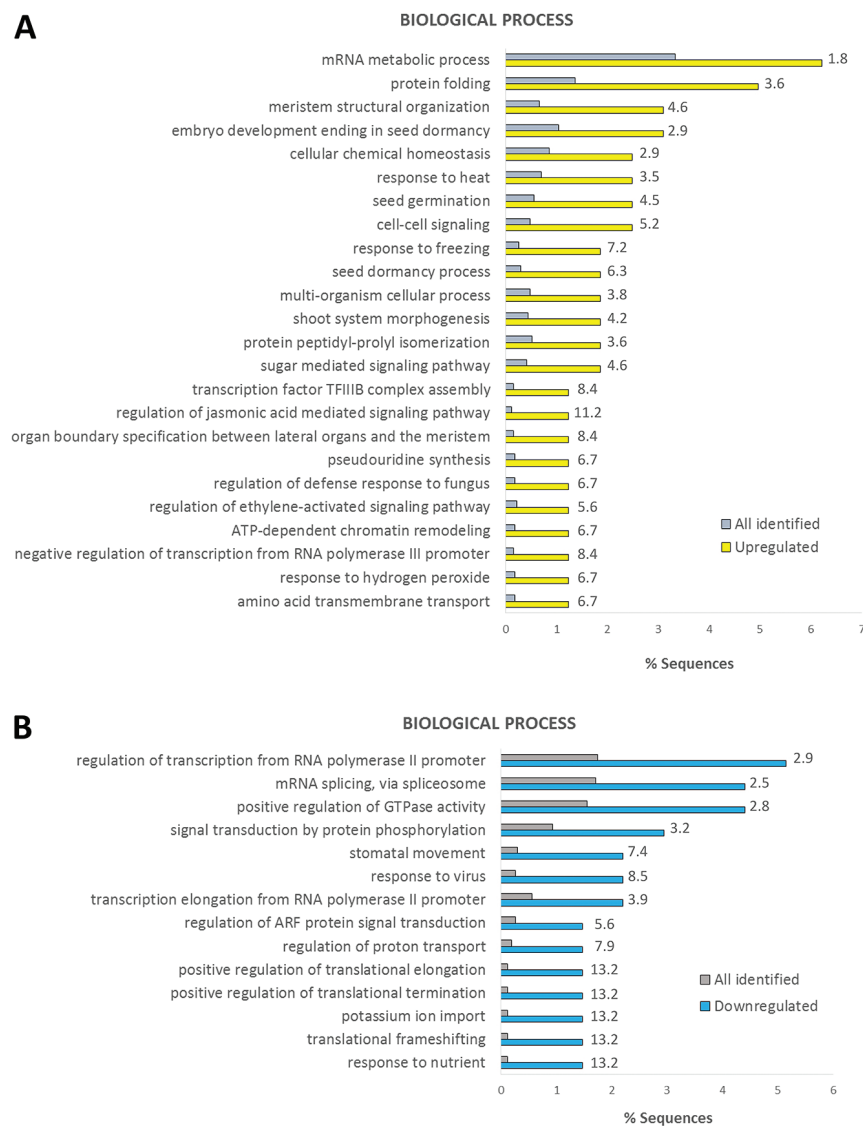 A
BIOLOGICAL PROCESS
mRNA metabolic process 1.8
protein folding 3.6
meristem structural organization 4.6
embryo development ending in seed dormancy 2.9
cellular chemical homeostasis 2.9
response to heat 3.5
seed germination 4.5
cell-cell signaling 5.2
response to freezing 7.2
seed dormancy process 6.3
multi-organism cellular process 3.8
shoot system morphogenesis 4.2
protein peptidyl-prolyl isomerization 3.6
sugar mediated signaling pathway 4.6
transcription factor TFIIIB complex assembly 8.4
regulation of jasmonic acid mediated signaling pathway 11.2
organ boundary specification between lateral organs and the meristem 8.4
pseudouridine synthesis 6.7
regulation of defense response to fungus 6.7
regulation of ethylene-activated signaling pathway 5.6
All identified
ATP-dependent chromatin remodeling 6.7
Upregulated
negative regulation of transcription from RNA polymerase III promoter 8.4
response to hydrogen peroxide 6.7
amino acid transmembrane transport 6.7
0 1 2 3 4 5 6 7
% Sequences
B
BIOLOGICAL PROCESS
regulation of transcription from RNA polymerase II promoter 2.9
mRNA splicing, via spliceosome 2.5
positive regulation of GTPase activity 2.8
signal transduction by protein phosphorylation 3.2
stomatal movement 7.4
response to virus 8.5
transcription elongation from RNA polymerase II promoter 3.9
regulation of ARF protein signal transduction 5.6
regulation of proton transport 7.9
positive regulation of translational elongation 13.2
All identified
positive regulation of translational termination 13.2
Downregulated
potassium ion import 13.2
translational frameshifting 13.2
response to nutrient 13.2
0 1 2 3 4 5 6
% Sequences